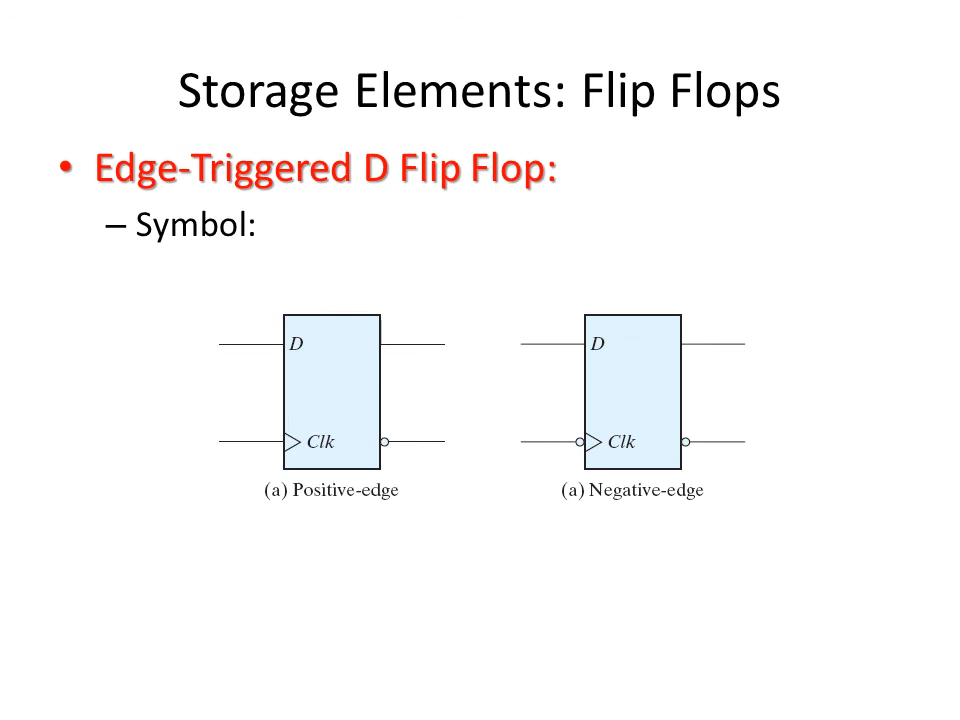 Storage Elements: Flip Flops
• Edge-Triggered D Flip Flop:
– Symbol:
D
Clk
(a) Positive-edge
D
Clk
(a) Negative-edge